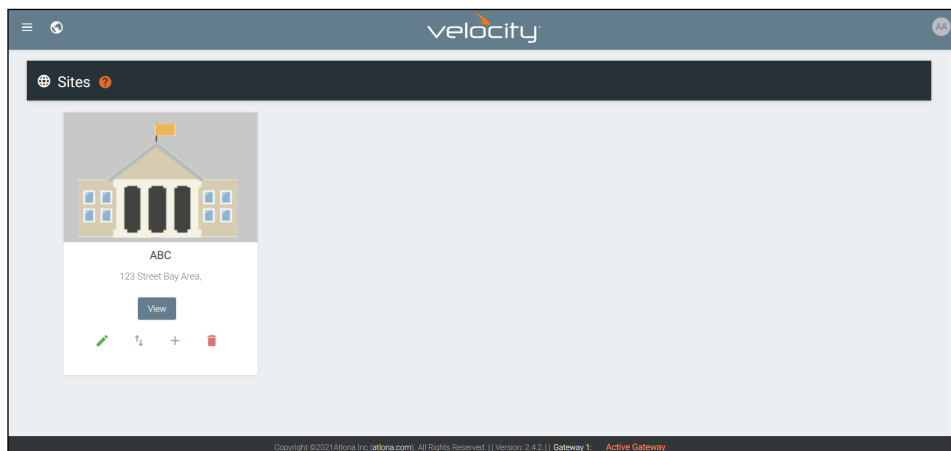 velocity
AA
Sites ?
ABC
123 Street Bay Area,
View
Copyright ©2021Atlona Inc (atlona.com). All Rights Reserved. | | Version: 2.4.2 | | Gateway 1: Active Gateway